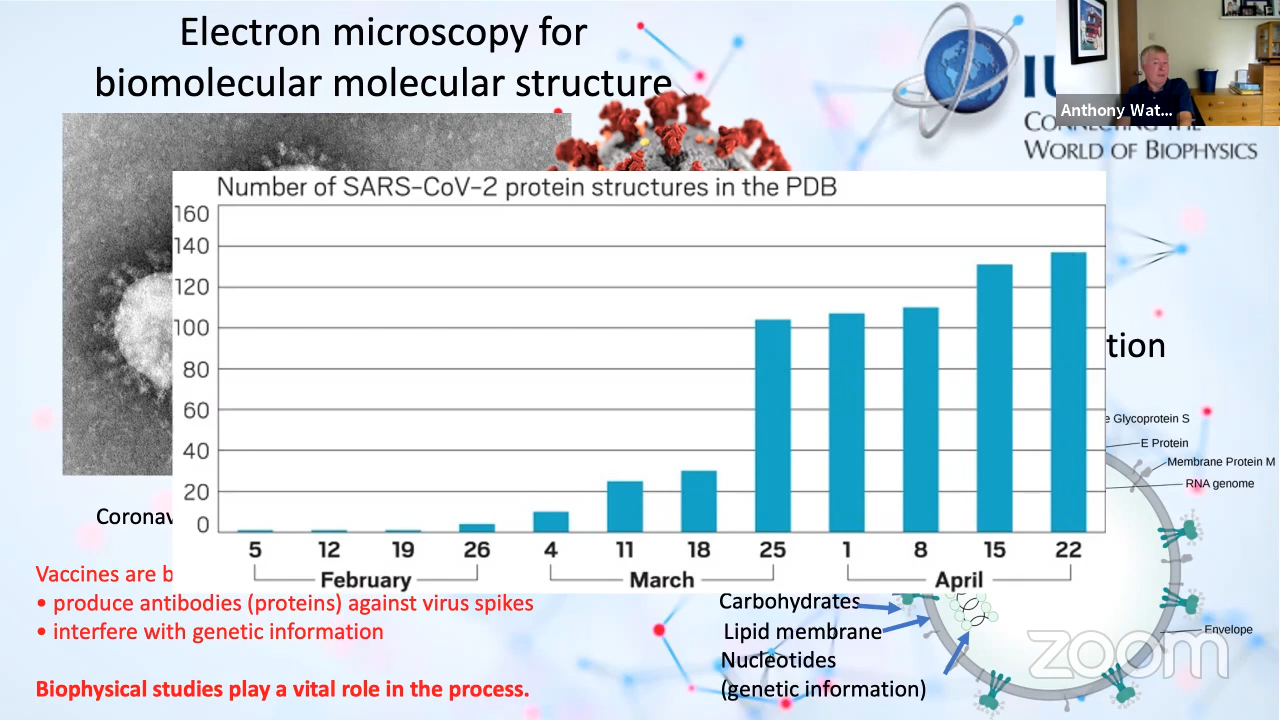 Electron microscopy for
biomolecular molecular structure
IU
Anthony Wat...
CONNECTING THE
WORLD OF BIOPHYSICS
Number of SARS-CoV-2 protein structures in the PDB
160
140
120
100
80
60
40
20
0
5 12 19 26 4 11 18 25 1 8 15 22
February March April
tion
e Glycoprotein S
E Protein
Membrane Protein M
RNA genome
Envelope
Coronav
Vaccines are b
• produce antibodies (proteins) against virus spikes
• interfere with genetic information
Biophysical studies play a vital role in the process.
Carbohydrates
Lipid membrane
Nucleotides
(genetic information)
zoom